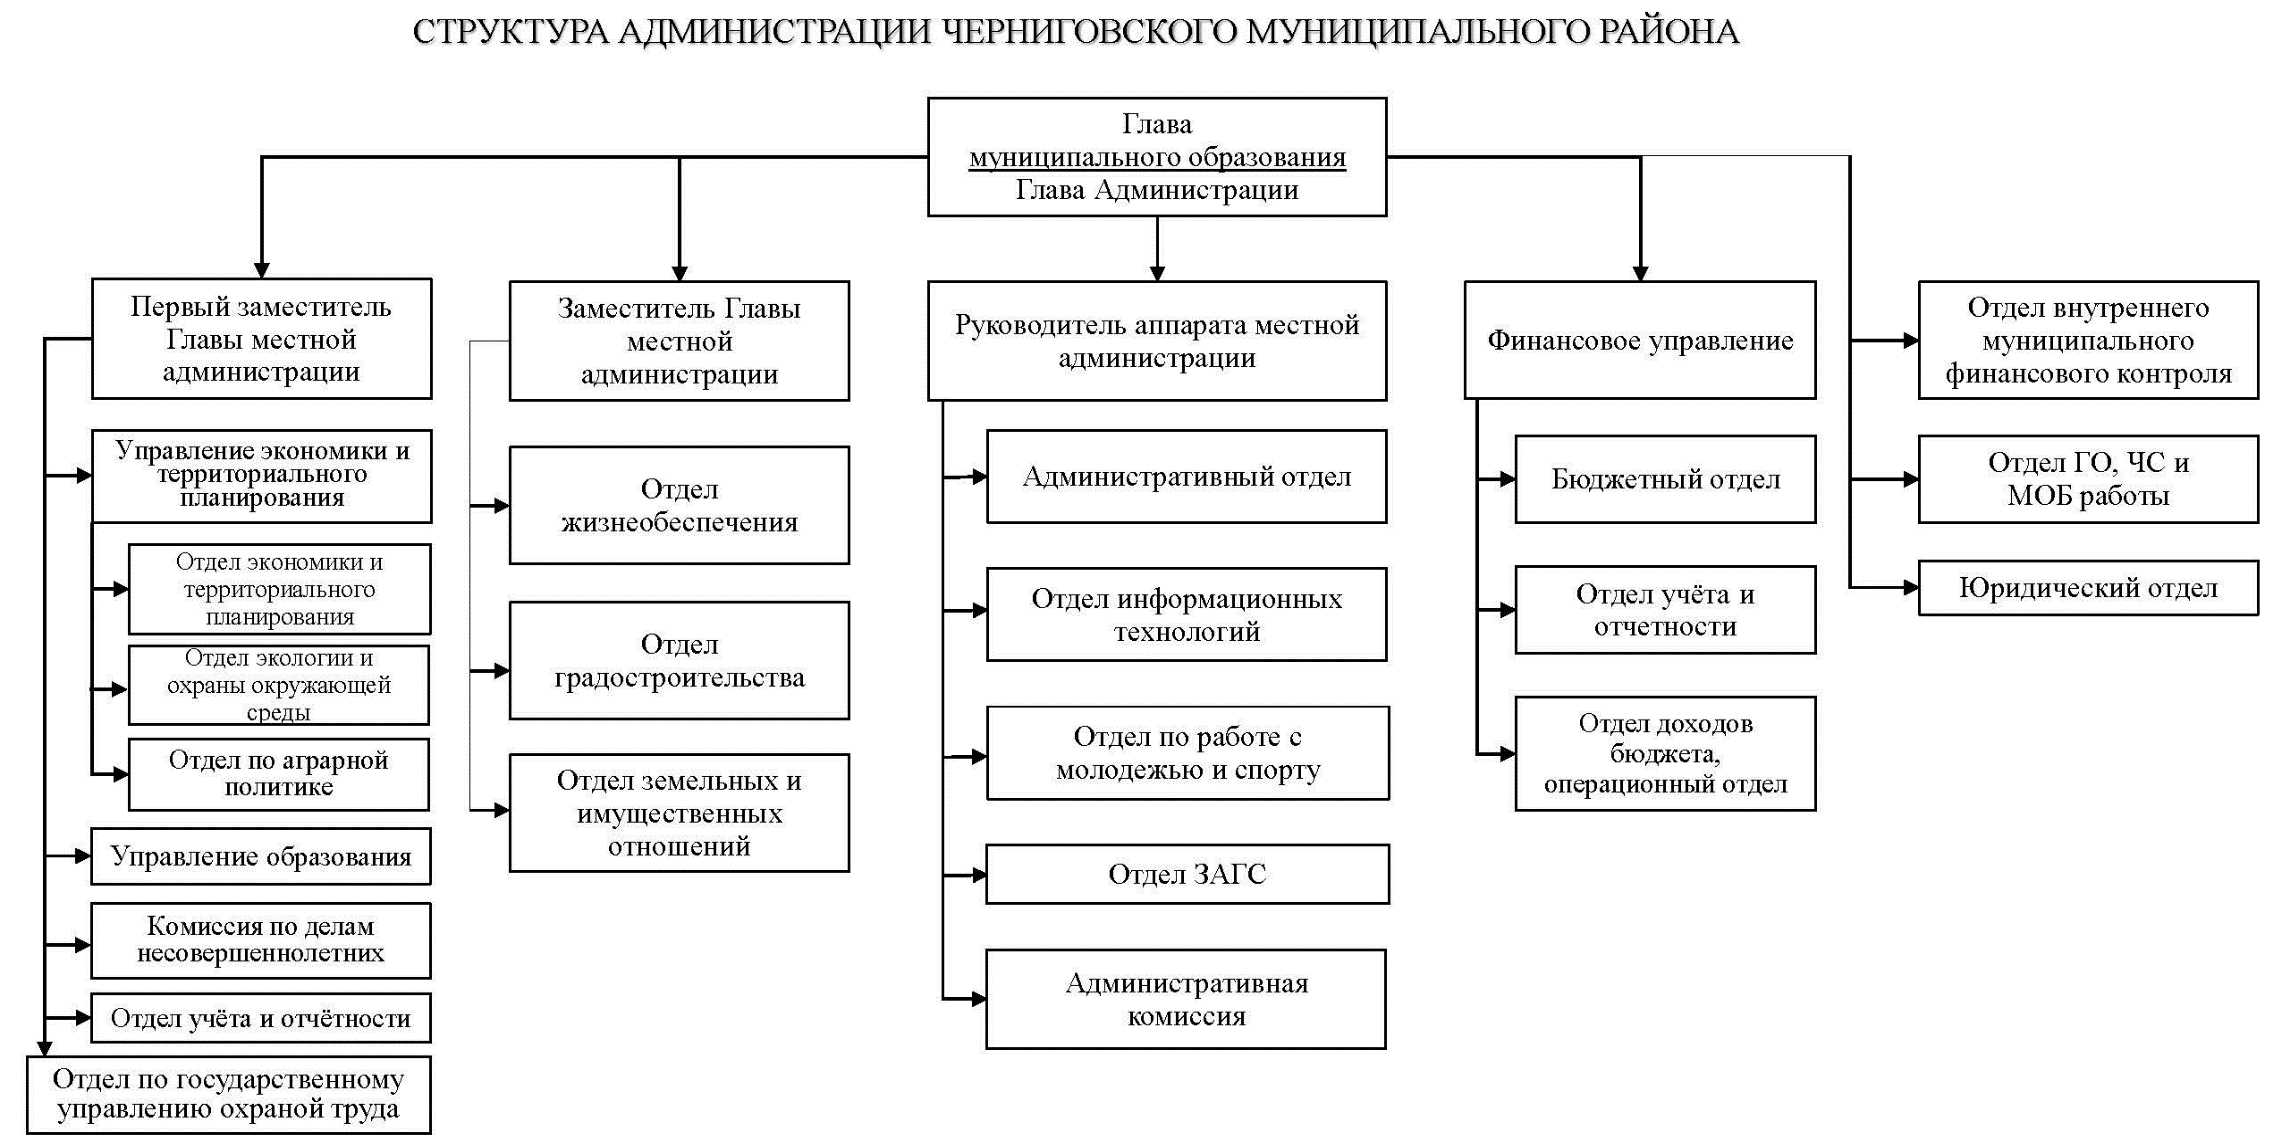 СТРУКТУРА АДМИНИСТРАЦИИ ЧЕРНИГОВСКОГО МУНИЦИПАЛЬНОГО РАЙОНА
Глава
муниципального образования
Глава Администрации
Первый заместитель
Главы местной
администрации
Управление экономики и
территориального
планирования
Отдел экономики и
территориального
планирования
Отдел экологии и
охраны окружающей
среды
Отдел по аграрной
политике
Управление образования
Комиссия по делам
несовершеннолетних
Отдел учёта и отчётности
Отдел по государственному
управлению охраной труда
Заместитель Главы
местной
администрации
Отдел
жизнеобеспечения
Отдел
градостроительства
Отдел земельных и
имущественных
отношений
Руководитель аппарата местной
администрации
Административный отдел
Отдел информационных
технологий
Отдел по работе с
молодежью и спорту
Отдел ЗАГС
Административная
комиссия
Финансовое управление
Бюджетный отдел
Отдел учёта и
отчетности
Отдел доходов
бюджета,
операционный отдел
Отдел внутреннего
муниципального
финансового контроля
Отдел ГО, ЧС и
МОБ работы
Юридический отдел